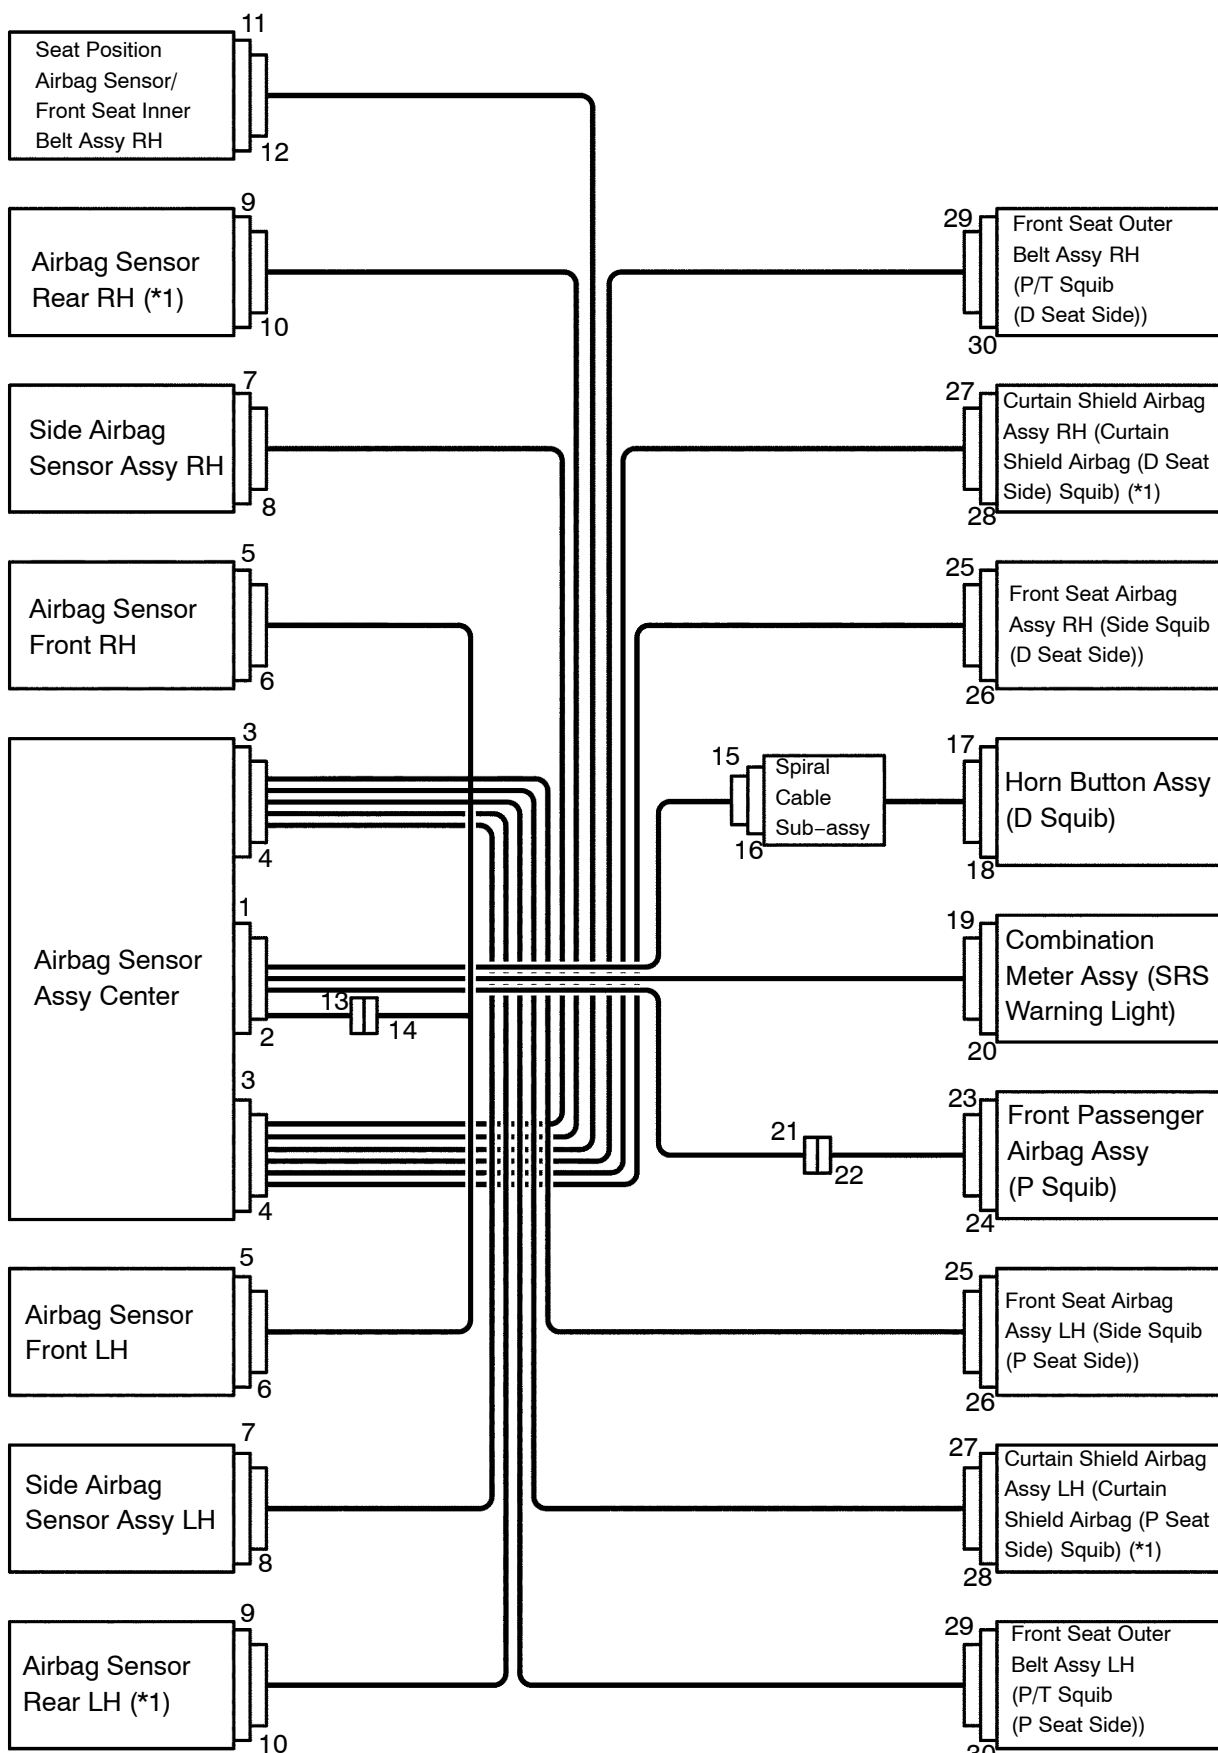 11
Seat Position
Airbag Sensor/
Front Seat Inner
Belt Assy RH
12
9
Airbag Sensor
Rear RH (*1)
10
7
Side Airbag
Sensor Assy RH
8
5
Airbag Sensor
Front RH
6
3
4
1
Airbag Sensor
Assy Center
2
13
14
3
4
5
Airbag Sensor
Front LH
6
7
Side Airbag
Sensor Assy LH
8
9
Airbag Sensor
Rear LH (*1)
10
29
Front Seat Outer
Belt Assy RH
(P/T Squib
(D Seat Side))
30
27
Curtain Shield Airbag
Assy RH (Curtain
Shield Airbag (D Seat
Side) Squib) (*1)
28
25
Front Seat Airbag
Assy RH (Side Squib
(D Seat Side))
26
15
Spiral
Cable
Sub−assy
16
17
Horn Button Assy
(D Squib)
18
19
Combination
Meter Assy (SRS
Warning Light)
20
21
22
23
Front Passenger
Airbag Assy
(P Squib)
24
25
Front Seat Airbag
Assy LH (Side Squib
(P Seat Side))
26
27
Curtain Shield Airbag
Assy LH (Curtain
Shield Airbag (P Seat
Side) Squib) (*1)
28
29
Front Seat Outer
Belt Assy LH
(P/T Squib
(P Seat Side))
30